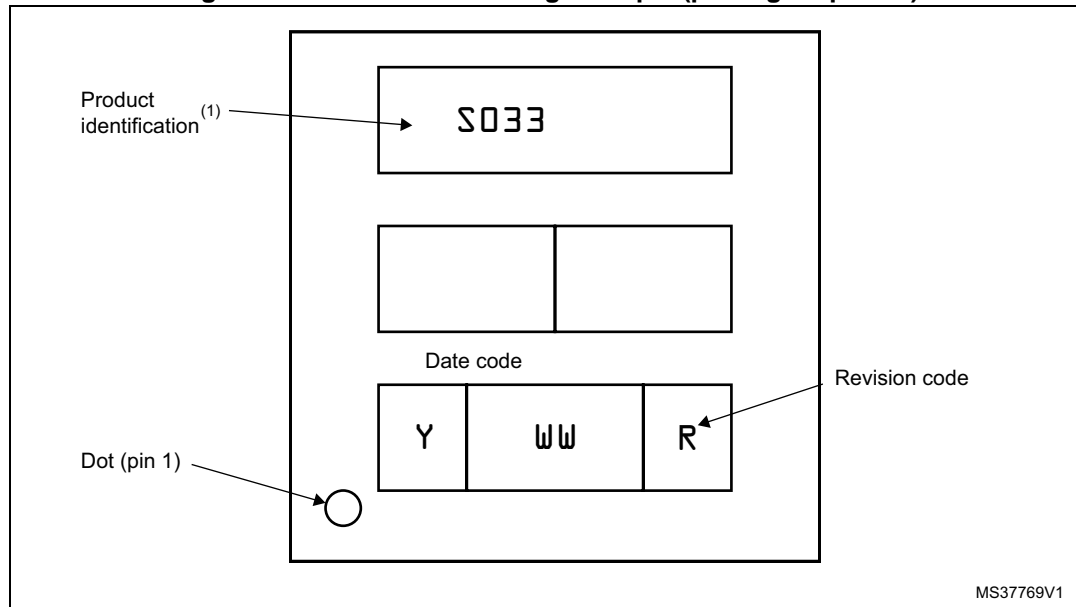 Product
identification (1)
S033
Date code
Revision code
Y WW R
Dot (pin 1)
MS37769V1